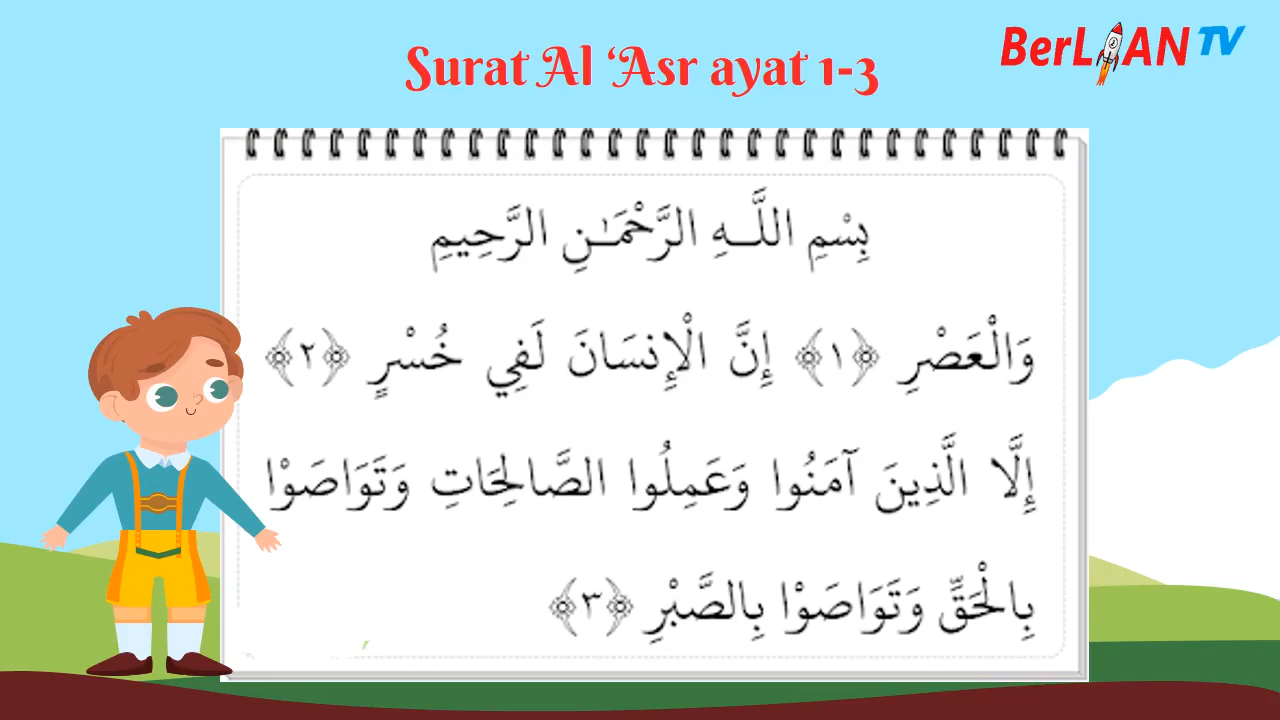 Surat Al ‘Asr ayat 1-3
BerLIAN TV
بِسْمِ اللَّـهِ الرَّحْمَـٰنِ الرَّحِيمِ
وَالْعَصْرِ ﴿١﴾ إِنَّ الْإِنسَانَ لَفِي خُسْرٍ ﴿٢﴾
إِلَّا الَّذِينَ آمَنُوا وَعَمِلُوا الصَّالِحَاتِ وَتَوَاصَوْا
بِالْحَقِّ وَتَوَاصَوْا بِالصَّبْرِ ﴿٣﴾